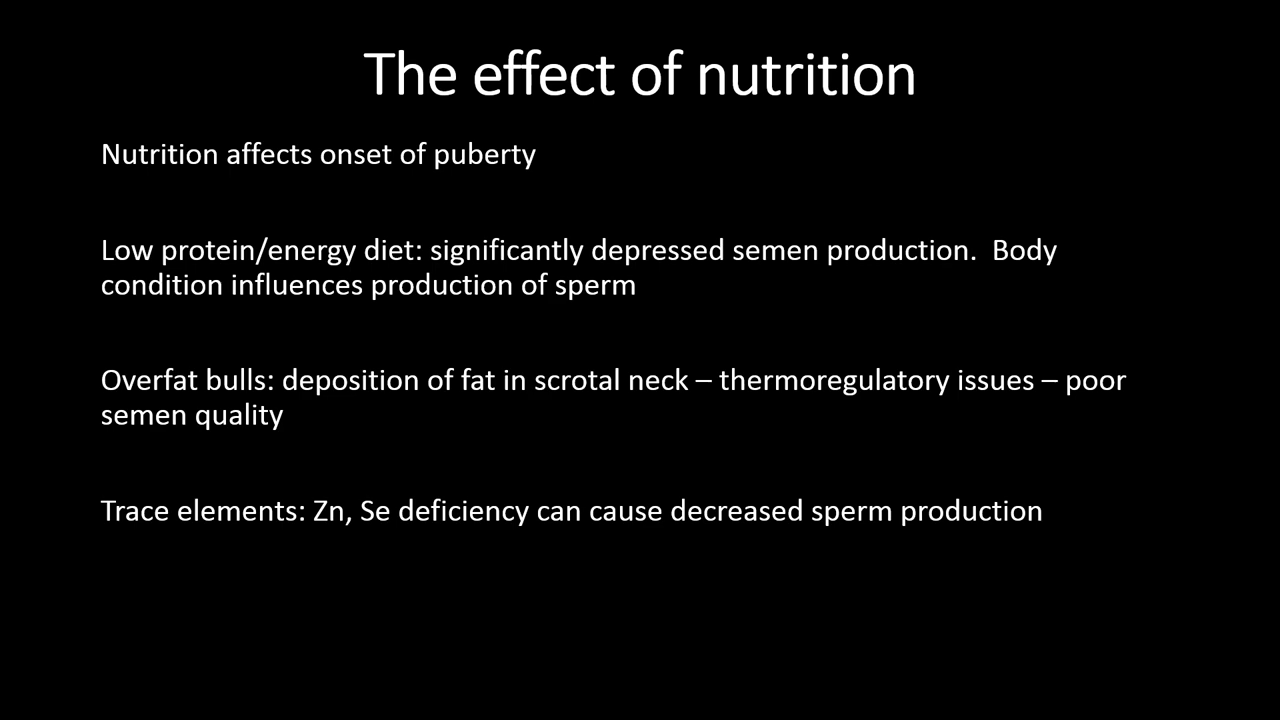 The effect of nutrition
Nutrition affects onset of puberty
Low protein/energy diet: significantly depressed semen production.  Body
condition influences production of sperm
Overfat bulls: deposition of fat in scrotal neck – thermoregulatory issues – poor
semen quality
Trace elements: Zn, Se deficiency can cause decreased sperm production